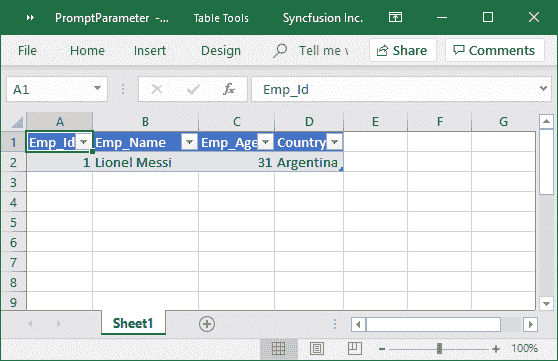 PromptParameter -... Table Tools Syncfusion Inc.
File Home Insert Design Tell me Share Comments
A1 fx Emp_Id
A B C D E F G
1 Emp_Id Emp_Name Emp_Age Country
2 1 Lionel Messi 31 Argentina
3
4
5
6
7
8
9
Sheet1
100%